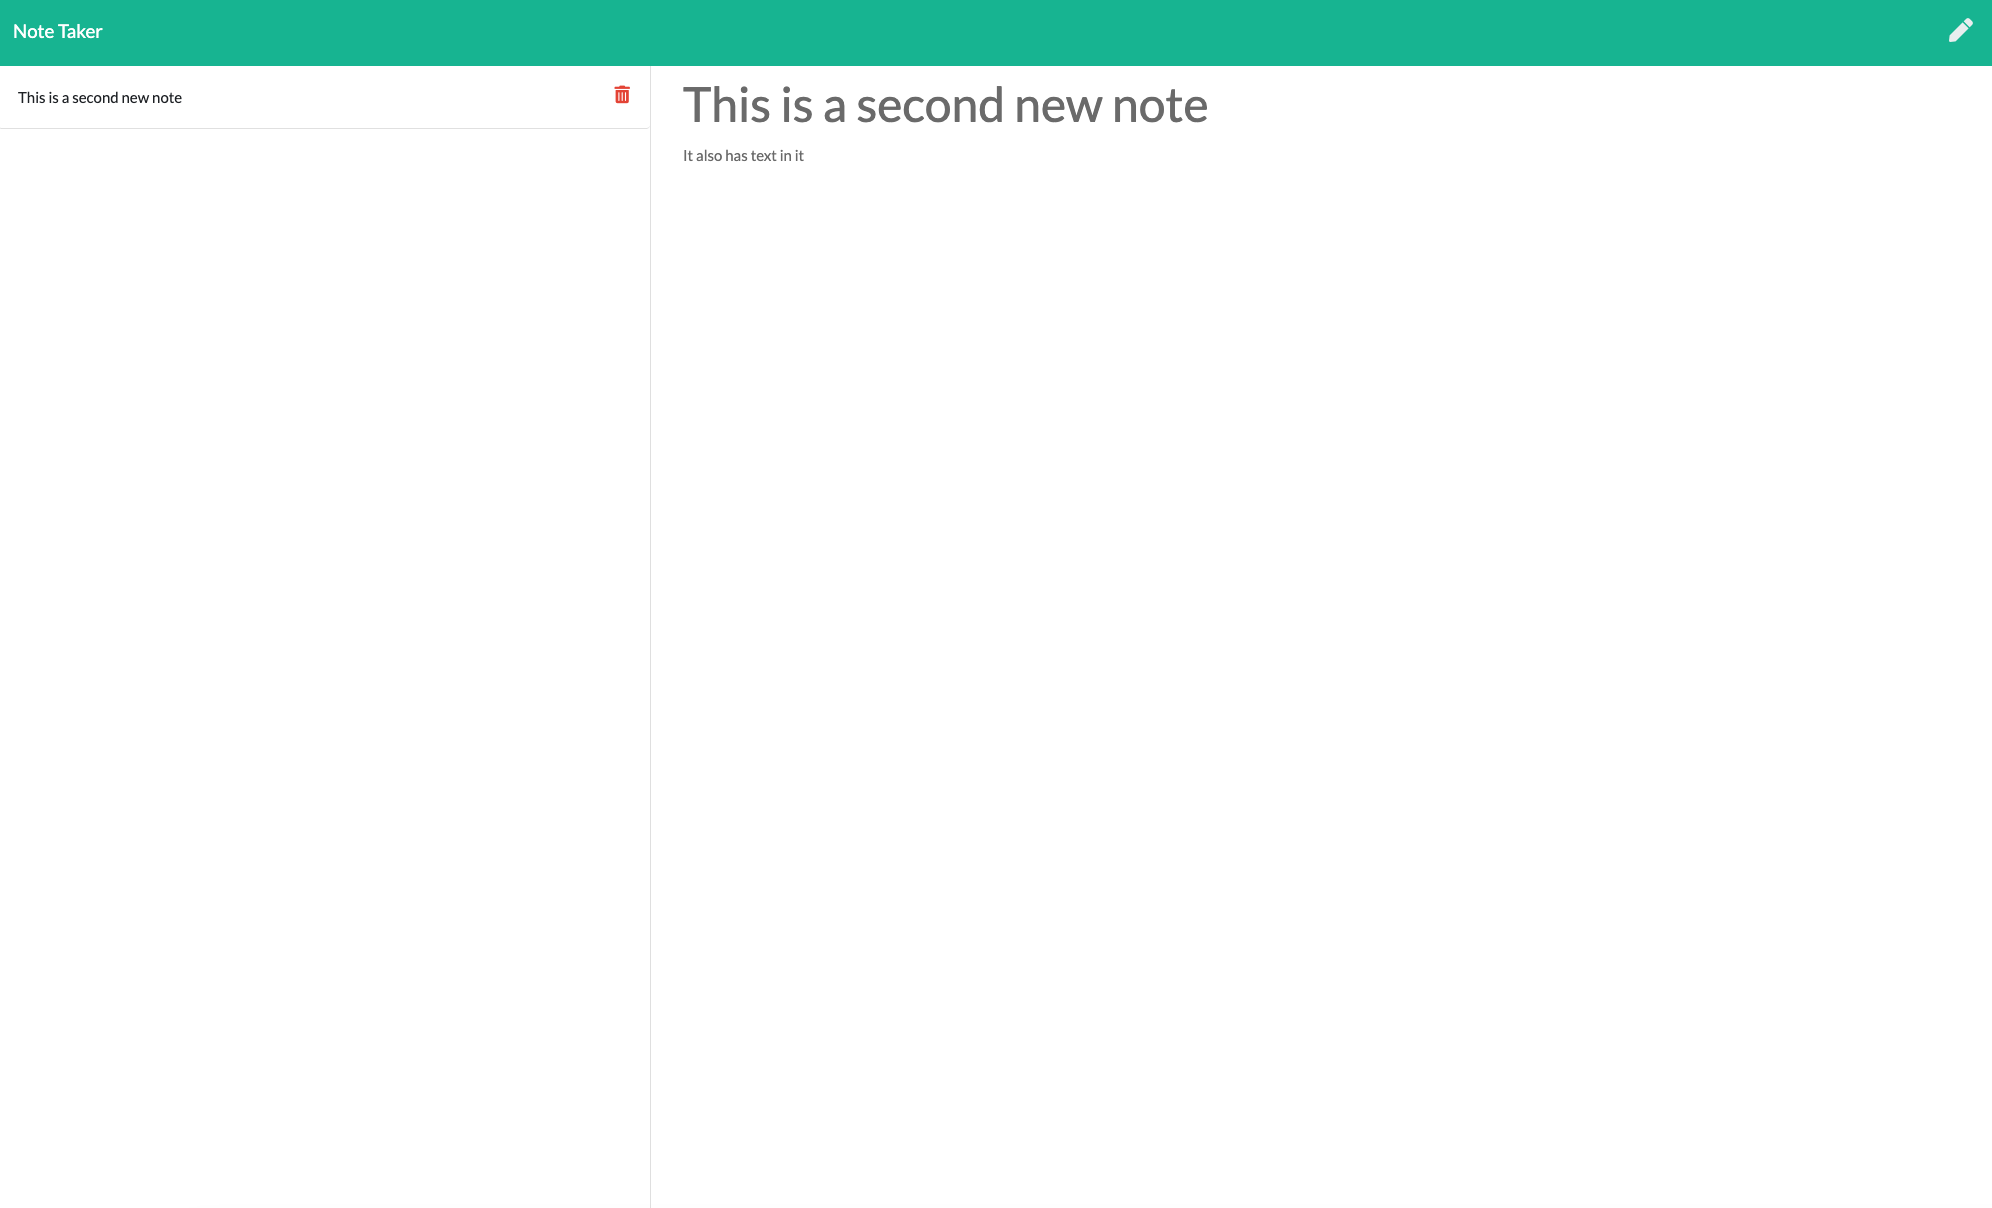 Note Taker
This is a second new note
This is a second new note
It also has text in it